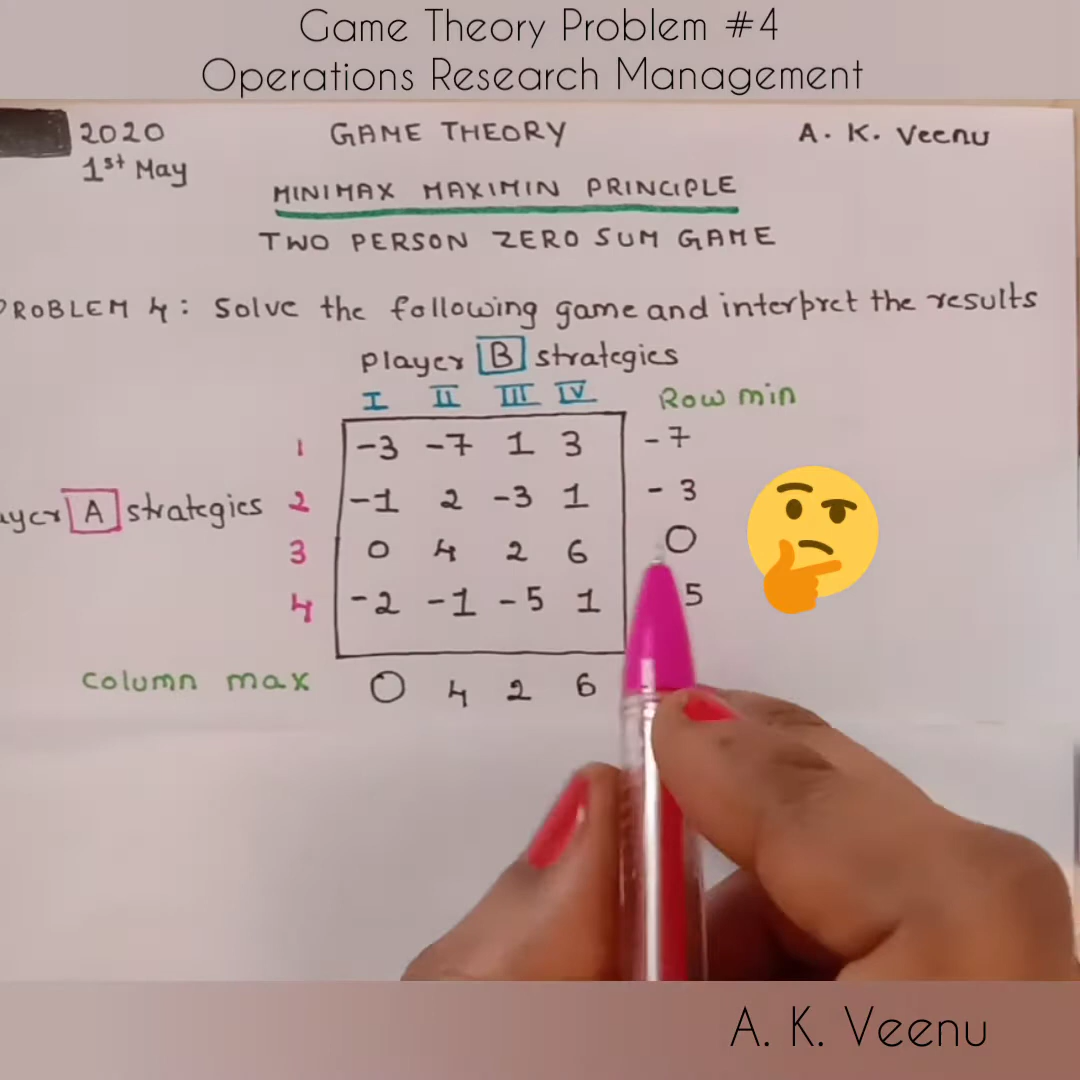 Game Theory Problem #4
Operations Research Management
2020 GAME THEORY A. K. Veenu
1st May
MINIMAX MAXIMIN PRINCIPLE
TWO PERSON ZERO SUM GAME
PROBLEM 4: Solve the following game and interpret the results
Player B strategies
I II III IV Row min
1 -3 -7 1 3 -7
2 -1 2 -3 1 -3
ayer A strategies
3 0 4 2 6 0
4 -2 -1 -5 1 5
column max 0 4 2 6
A. K. Veenu